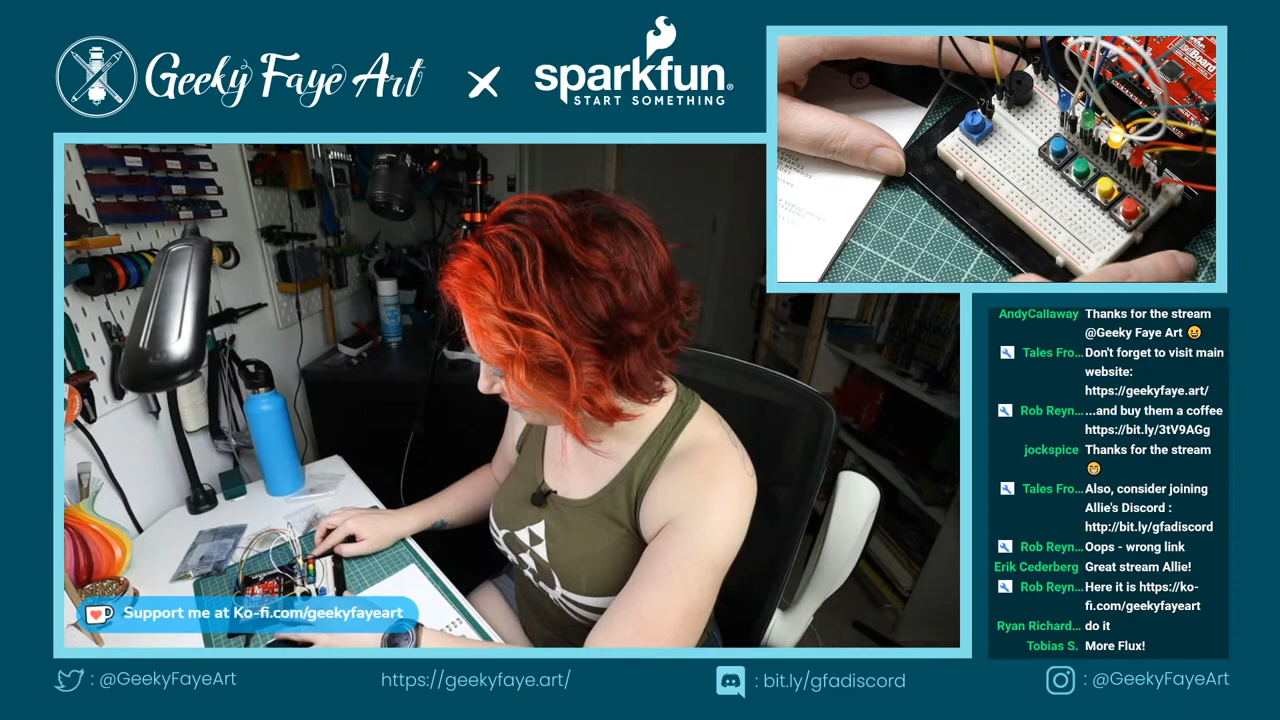 Geeky Faye Art
sparkfun®
START SOMETHING
AndyCallaway Thanks for the stream
@Geeky Faye Art 😀
Tales Fro... Don't forget to visit main
website:
https://geekyfaye.art/
Rob Reyn... ...and buy them a coffee
https://bit.ly/3tV9AGg
jockspice Thanks for the stream
😁
Tales Fro... Also, consider joining
Allie's Discord :
http://bit.ly/gfadiscord
Rob Reyn... Oops - wrong link
Erik Cederberg Great stream Allie!
Rob Reyn... Here it is https://ko-
fi.com/geekyfayeart
Ryan Richard... do it
Tobias S. More Flux!
Support me at Ko-fi.com/geekyfayeart
: @GeekyFayeArt
https://geekyfaye.art/
: bit.ly/gfadiscord
: @GeekyFayeArt